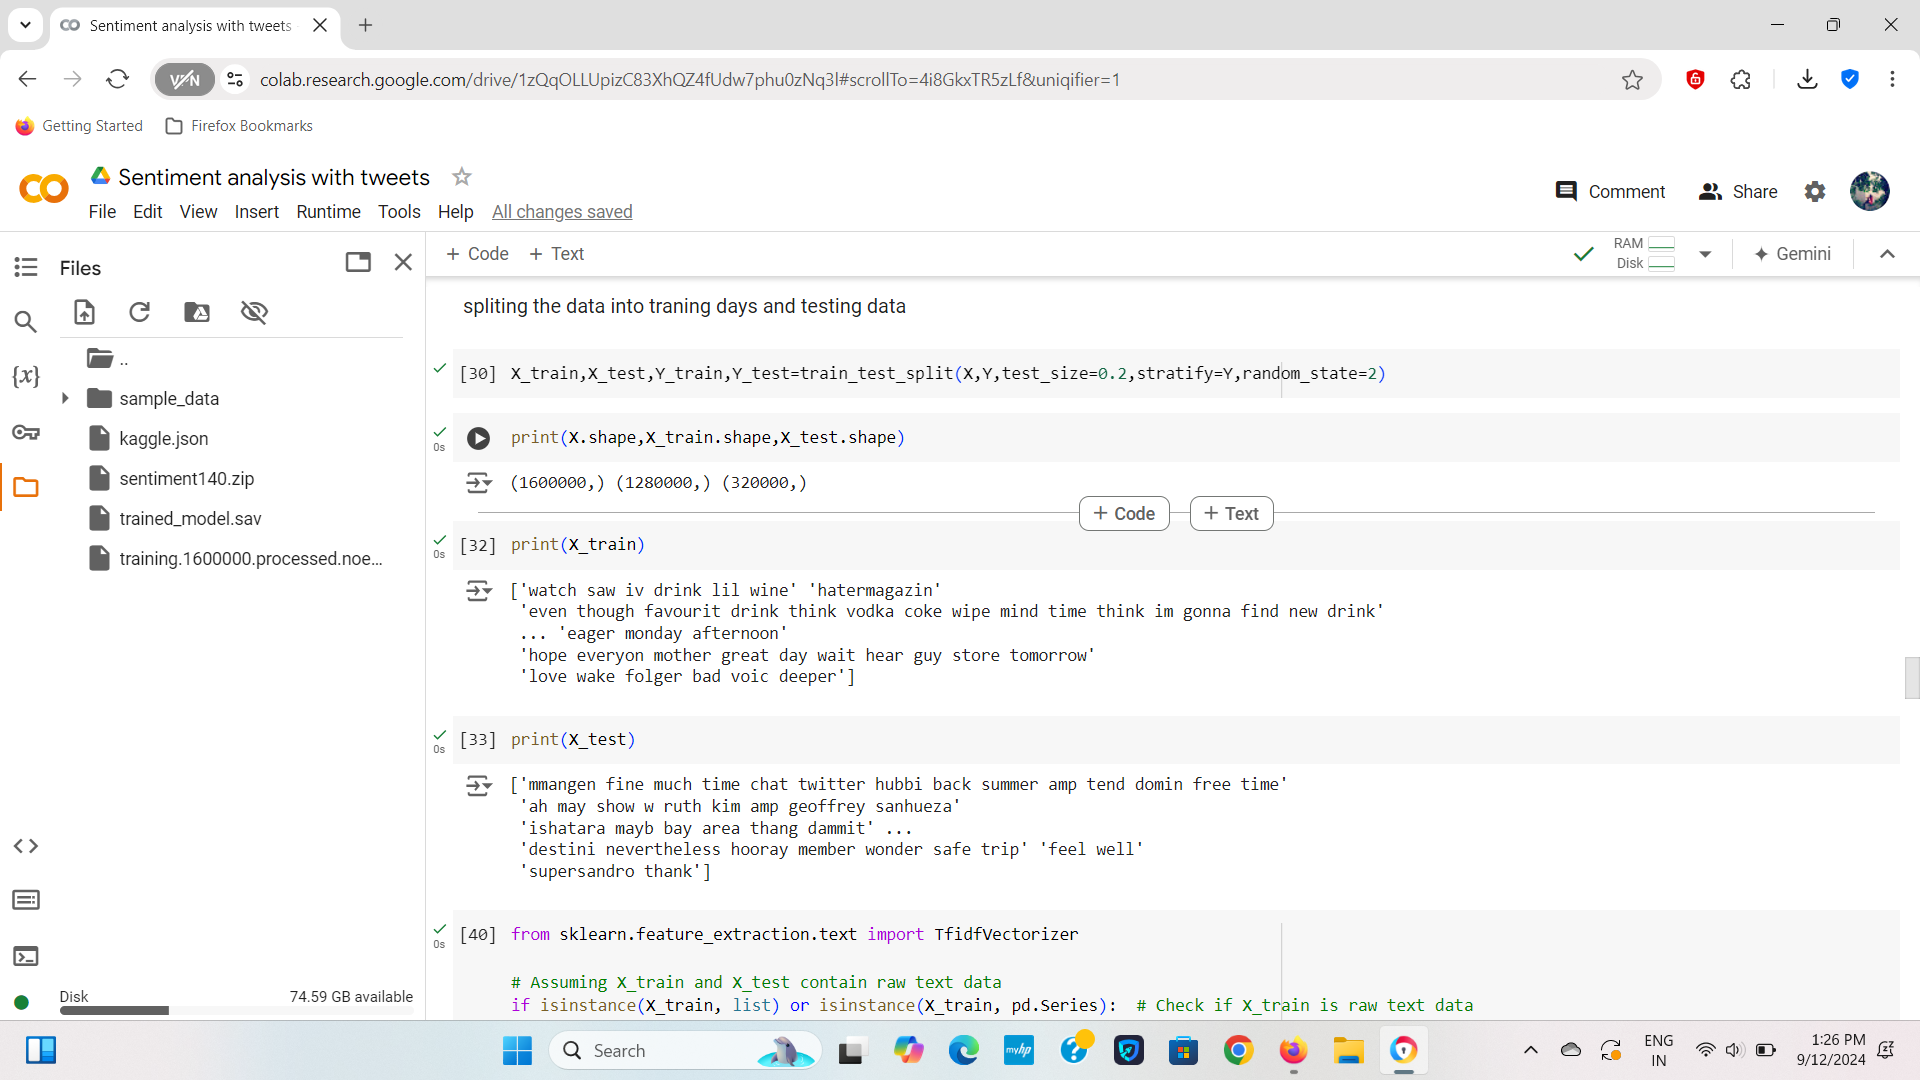 Sentiment analysis with tweets
VPN
colab.research.google.com/drive/1zQqOLLUpizC83XhQZ4fUdw7phu0zNq3l#scrollTo=4i8GkxTR5zLf&uniqifier=1
Getting Started
Firefox Bookmarks
Sentiment analysis with tweets
File Edit View Insert Runtime Tools Help All changes saved
Comment
Share
Files
+ Code + Text
RAM
Disk
Gemini
..
sample_data
kaggle.json
sentiment140.zip
trained_model.sav
training.1600000.processed.noe...
Disk
74.59 GB available
spliting the data into traning days and testing data
[30] X_train,X_test,Y_train,Y_test=train_test_split(X,Y,test_size=0.2,stratify=Y,random_state=2)
0s
print(X.shape,X_train.shape,X_test.shape)
(1600000,) (1280000,) (320000,)
+ Code
+ Text
0s
[32] print(X_train)
['watch saw iv drink lil wine' 'hatermagazin'
'even though favourit drink think vodka coke wipe mind time think im gonna find new drink'
... 'eager monday afternoon'
'hope everyon mother great day wait hear guy store tomorrow'
'love wake folger bad voic deeper']
0s
[33] print(X_test)
['mmangen fine much time chat twitter hubbi back summer amp tend domin free time'
'ah may show w ruth kim amp geoffrey sanhueza'
'ishatara mayb bay area thang dammit' ...
'destini nevertheless hooray member wonder safe trip' 'feel well'
'supersandro thank']
0s
[40] from sklearn.feature_extraction.text import TfidfVectorizer
# Assuming X_train and X_test contain raw text data
if isinstance(X_train, list) or isinstance(X_train, pd.Series): # Check if X_train is raw text data
Search
myhp
ENG
IN
1:26 PM
9/12/2024